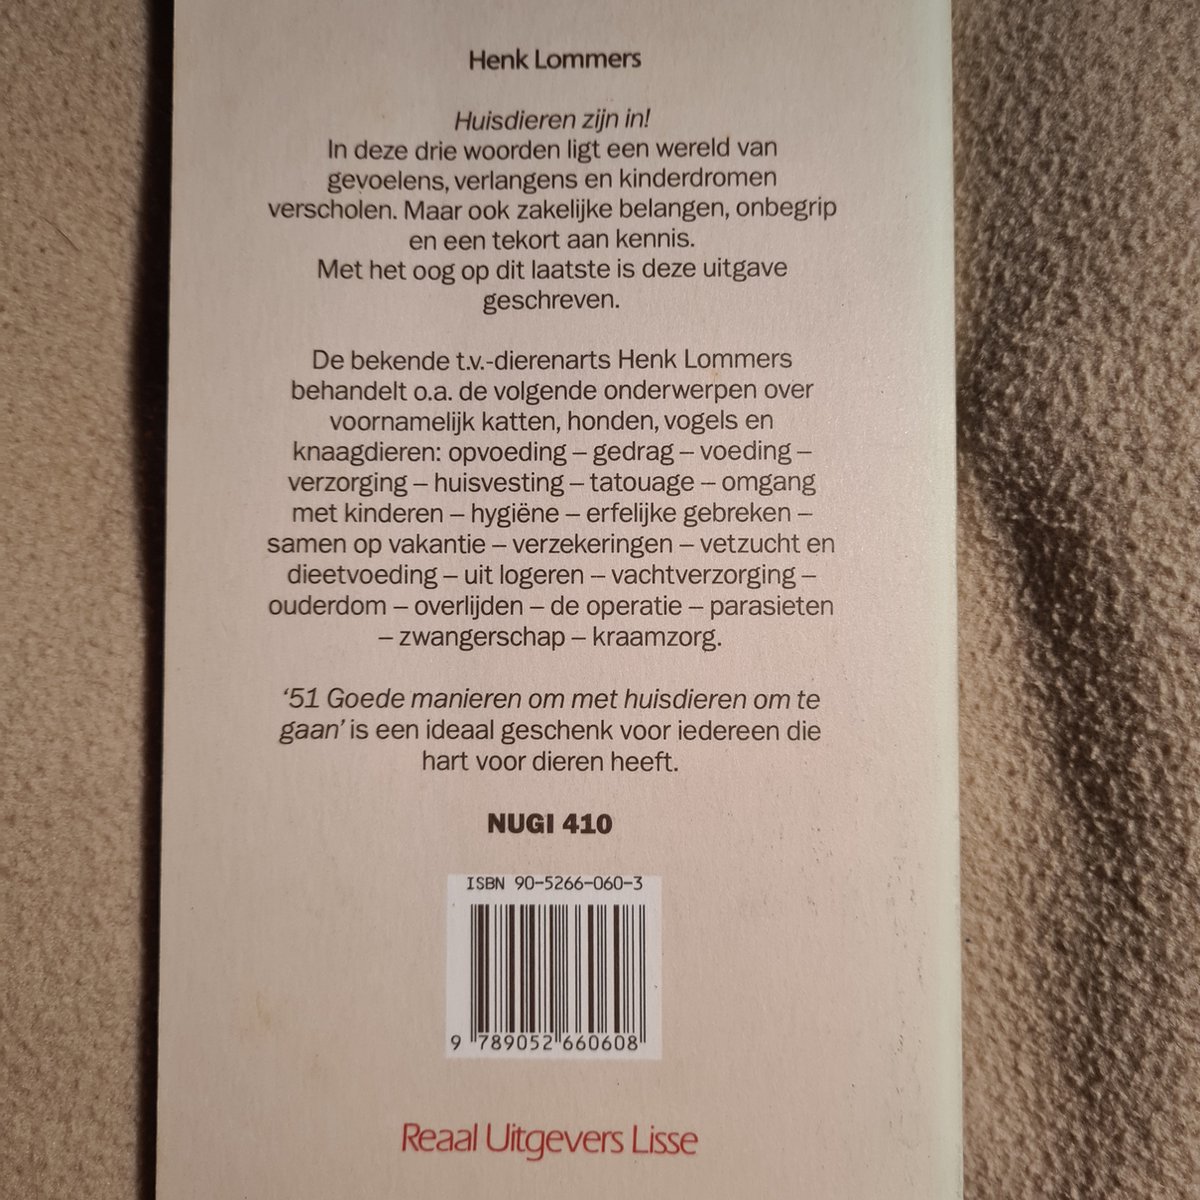 Henk Lommers
Huisdieren zijn in!
In deze drie woorden ligt een wereld van
gevoelens, verlangens en kinderdromen
verscholen. Maar ook zakelijke belangen, onbegrip
en een tekort aan kennis.
Met het oog op dit laatste is deze uitgave
geschreven.
De bekende t.v.-dierenarts Henk Lommers
behandelt o.a. de volgende onderwerpen over
voornamelijk katten, honden, vogels en
knaagdieren: opvoeding – gedrag – voeding –
verzorging – huisvesting – tatouage – omgang
met kinderen – hygiëne – erfelijke gebreken –
samen op vakantie – verzekeringen – vetzucht en
dieetvoeding – uit logeren – vachtverzorging –
ouderdom – overlijden – de operatie – parasieten
– zwangerschap – kraamzorg.
‘51 Goede manieren om met huisdieren om te
gaan’ is een ideaal geschenk voor iedereen die
hart voor dieren heeft.
NUGI 410
ISBN 90-5266-060-3
9 789052 660608
Reaal Uitgevers Lisse